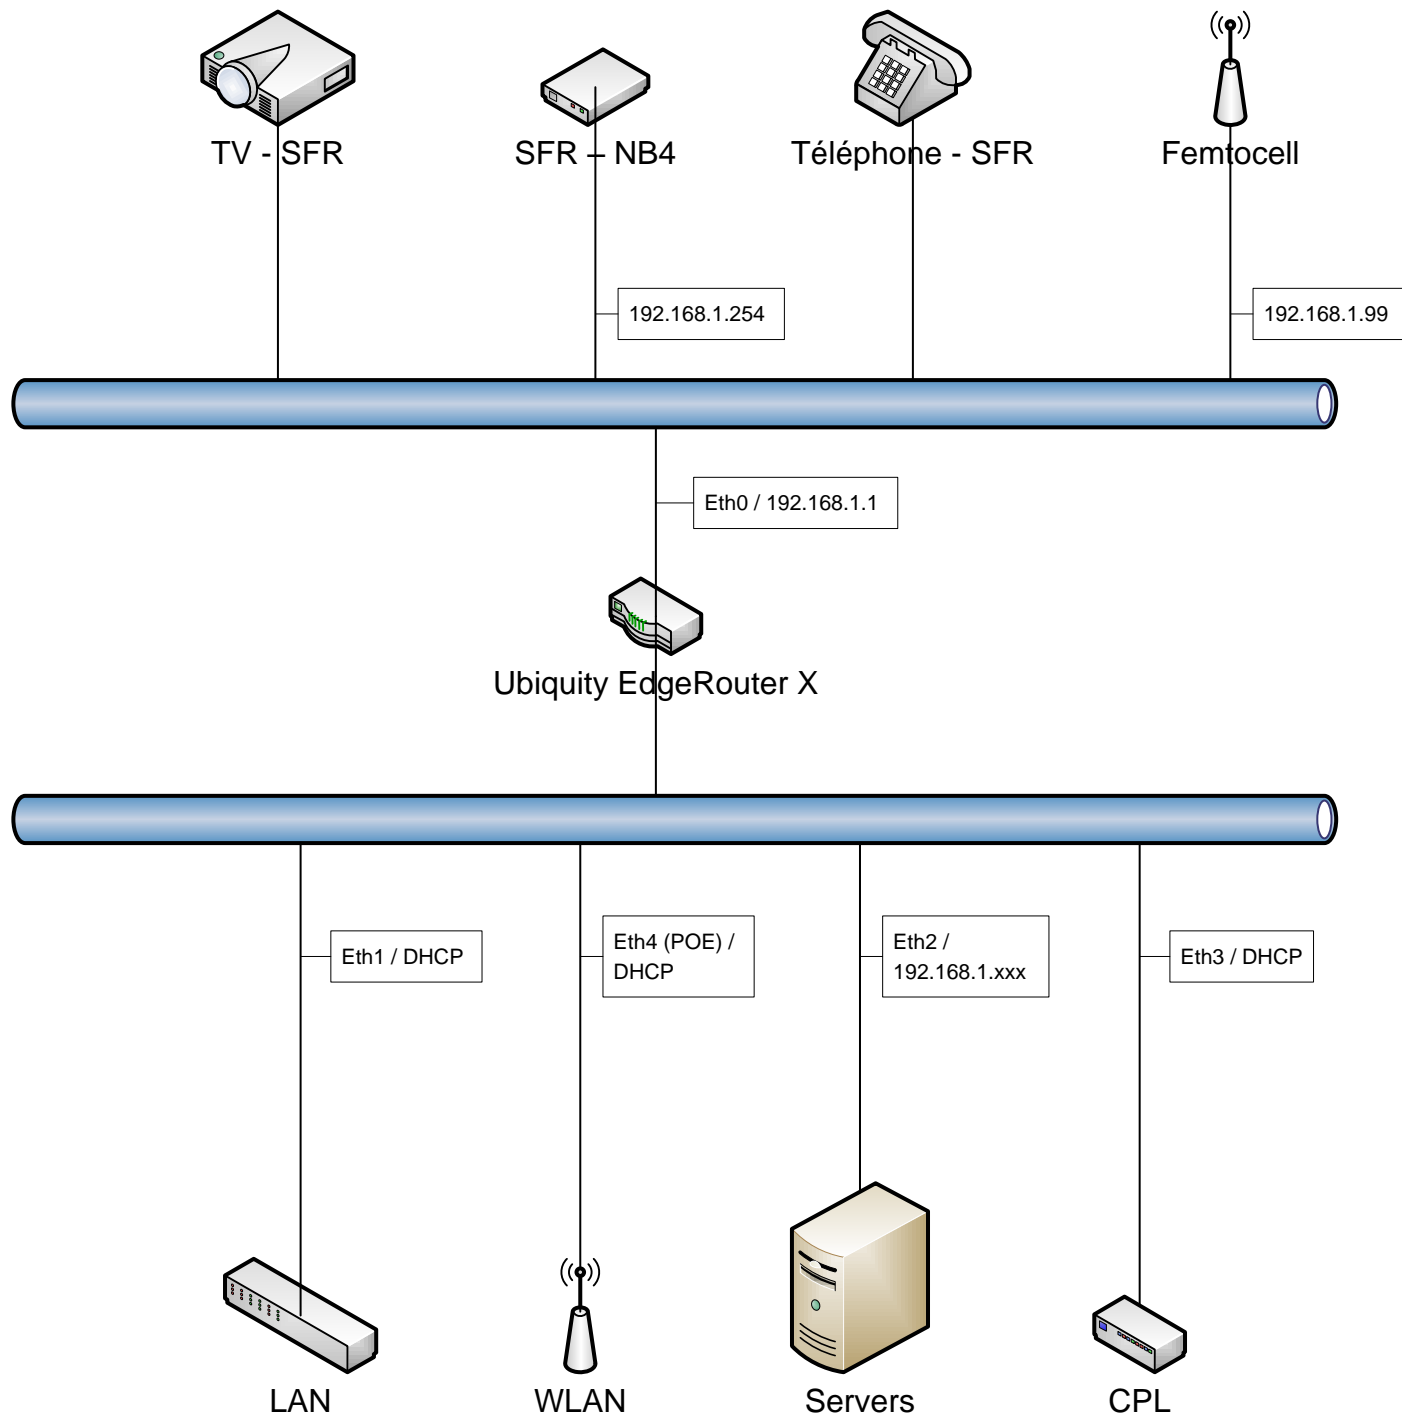 TV - SFR
SFR – NB4
Téléphone - SFR
Femtocell
192.168.1.254
192.168.1.99
Eth0 / 192.168.1.1
Ubiquity EdgeRouter X
Eth1 / DHCP
Eth4 (POE) /
DHCP
Eth2 /
192.168.1.xxx
Eth3 / DHCP
LAN
WLAN
Servers
CPL